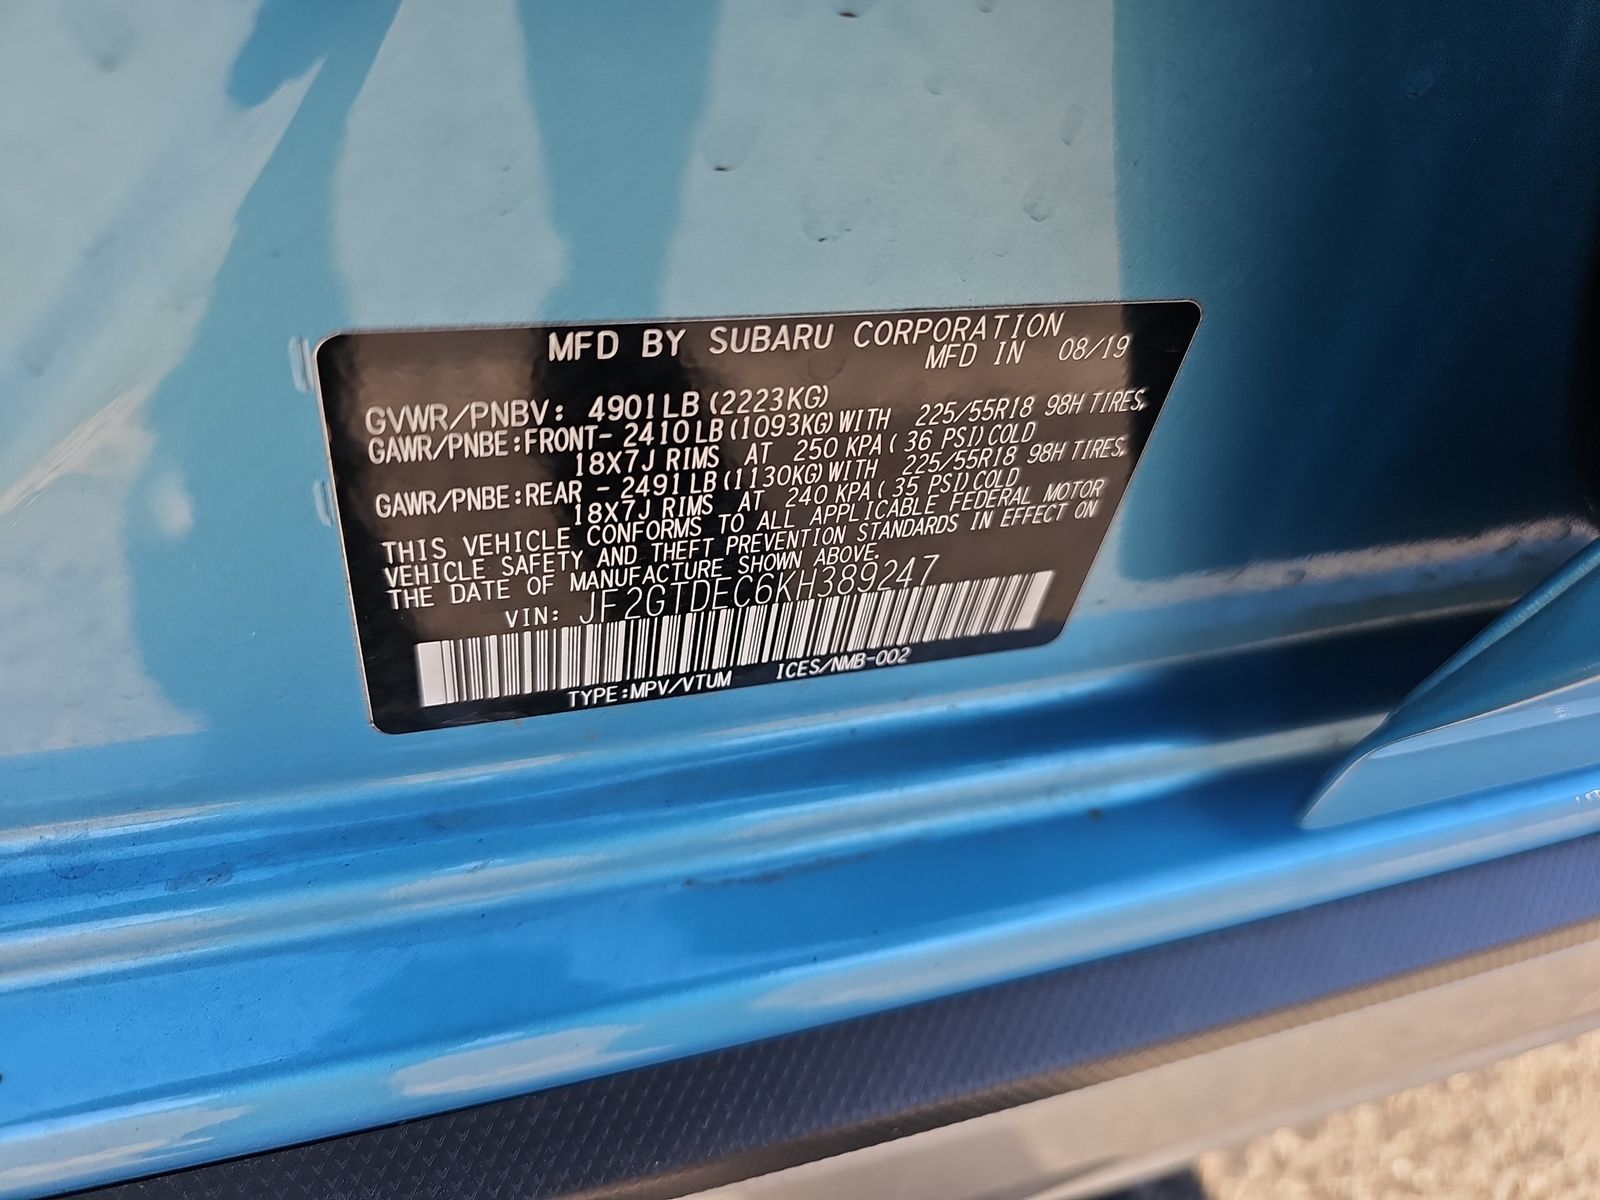 MFD BY SUBARU CORPORATION
MFD IN 08/19
GVWR/PNBV: 4901LB(2223KG)
GAWR/PNBE:FRONT- 2410LB(1093KG)WITH 225/55R18 98H TIRES,
18X7J RIMS AT 250 KPA( 36 PSI)COLD
GAWR/PNBE:REAR - 2491LB(1130KG)WITH 225/55R18 98H TIRES,
18X7J RIMS AT 240 KPA( 35 PSI)COLD
THIS VEHICLE CONFORMS TO ALL APPLICABLE FEDERAL MOTOR
VEHICLE SAFETY AND THEFT PREVENTION STANDARDS IN EFFECT ON
THE DATE OF MANUFACTURE SHOWN ABOVE.
VIN: JF2GTDEC6KH389247
TYPE:MPV/VTUM ICES/NMB-002